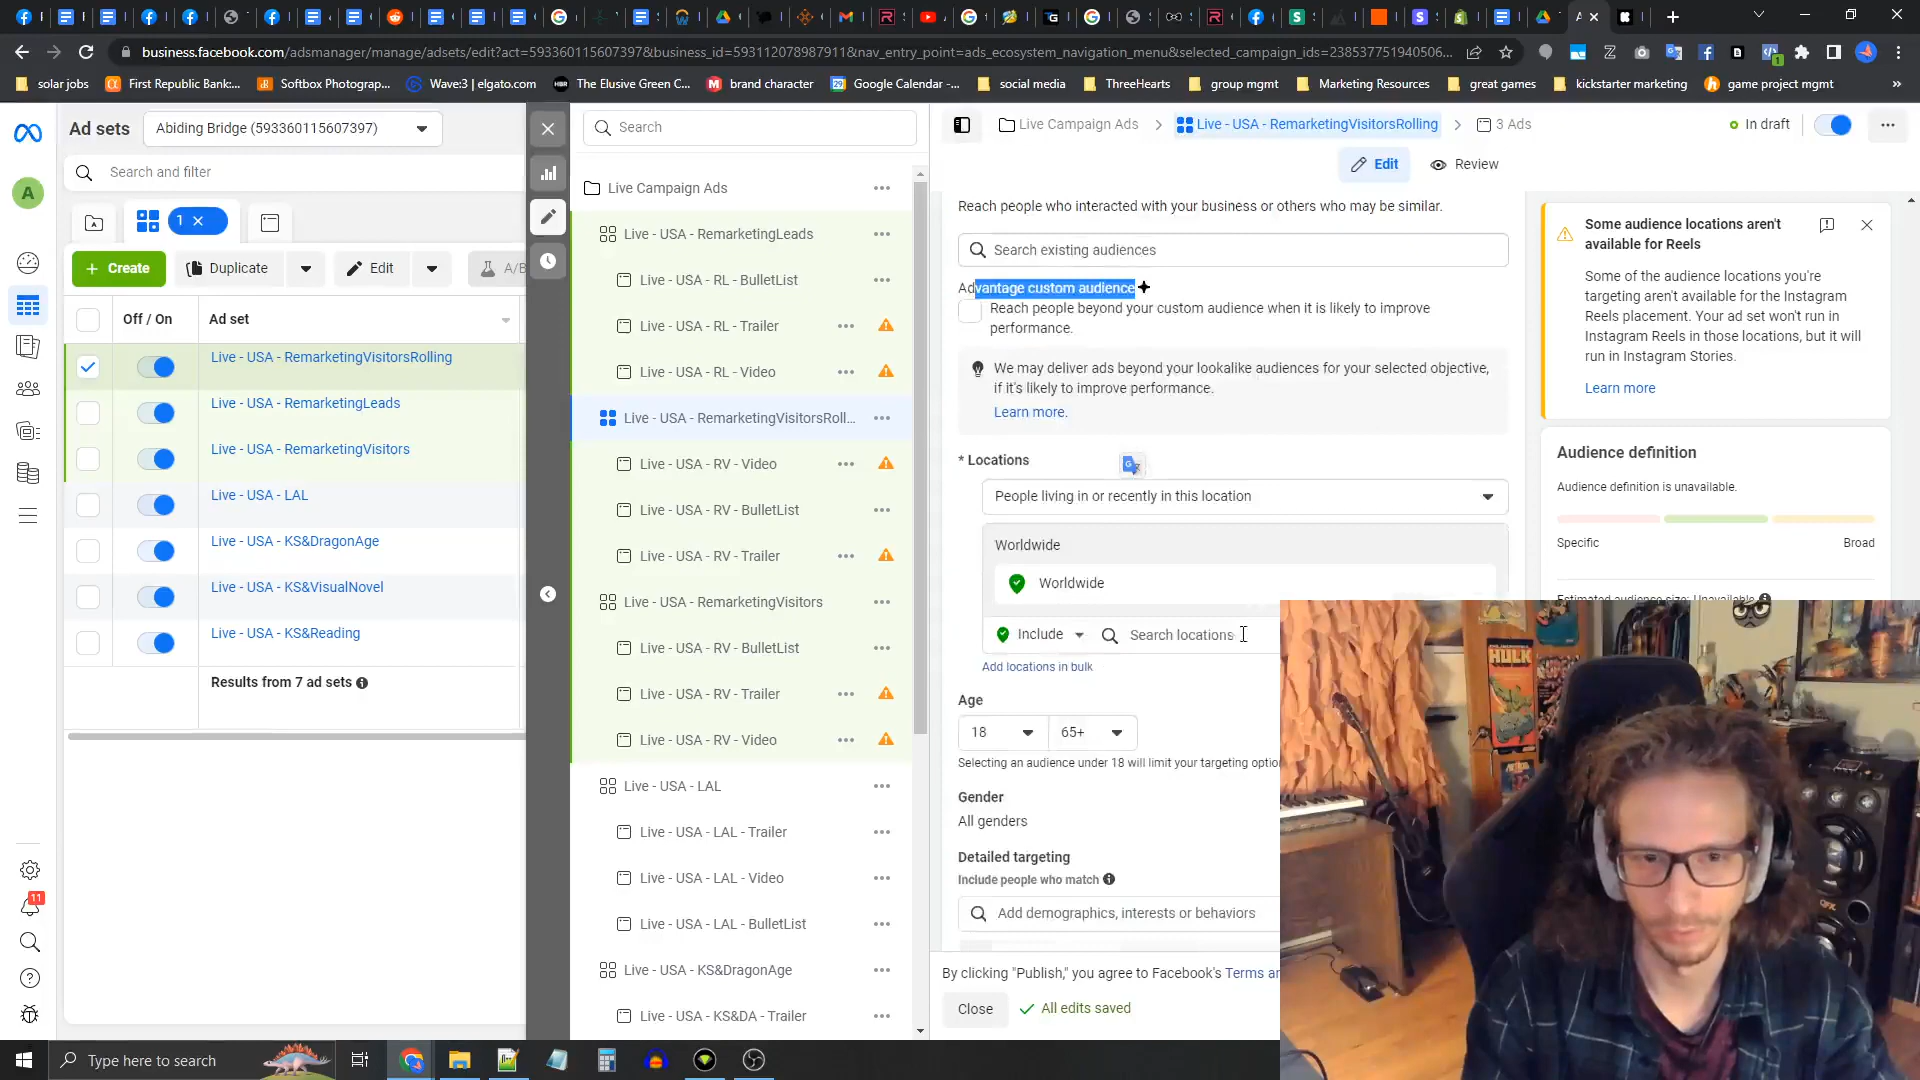 business.facebook.com/adsmanager/manage/adsets/edit?act=593360115607397&business_id=593112078987911&nav_entry_point=ads_ecosystem_navigation_menu&selected_campaign_ids=238537751940506...
solar jobs
First Republic Bank:...
Softbox Photograp...
Wave:3 | elgato.com
The Elusive Green C...
brand character
Google Calendar -...
social media
ThreeHearts
group mgmt
Marketing Resources
great games
kickstarter marketing
game project mgmt
»
Ad sets
Abiding Bridge (593360115607397)
Search and filter
A
1
Create
Duplicate
Edit
A/B
Off / On
Ad set
Live - USA - RemarketingVisitorsRolling
Live - USA - RemarketingLeads
Live - USA - RemarketingVisitors
Live - USA - LAL
Live - USA - KS&DragonAge
Live - USA - KS&VisualNovel
Live - USA - KS&Reading
Results from 7 ad sets
11
Search
Live Campaign Ads
Live - USA - RemarketingLeads
Live - USA - RL - BulletList
Live - USA - RL - Trailer
Live - USA - RL - Video
Live - USA - RemarketingVisitorsRoll...
Live - USA - RV - Video
Live - USA - RV - BulletList
Live - USA - RV - Trailer
Live - USA - RemarketingVisitors
Live - USA - RV - BulletList
Live - USA - RV - Trailer
Live - USA - RV - Video
Live - USA - LAL
Live - USA - LAL - Trailer
Live - USA - LAL - Video
Live - USA - LAL - BulletList
Live - USA - KS&DragonAge
Live - USA - KS&DA - Trailer
Live Campaign Ads
Live - USA - RemarketingVisitorsRolling
3 Ads
In draft
Edit
Review
Reach people who interacted with your business or others who may be similar.
Search existing audiences
Advantage custom audience
Reach people beyond your custom audience when it is likely to improve
performance.
We may deliver ads beyond your lookalike audiences for your selected objective,
if it's likely to improve performance.
Learn more.
* Locations
People living in or recently in this location
Worldwide
Worldwide
Include
Search locations
Add locations in bulk
Age
18
65+
Selecting an audience under 18 will limit your targeting optio
Gender
All genders
Detailed targeting
Include people who match
Add demographics, interests or behaviors
By clicking "Publish," you agree to Facebook's Terms an
Close
All edits saved
Some audience locations aren't
available for Reels
Some of the audience locations you're
targeting aren't available for the Instagram
Reels placement. Your ad set won't run
in Instagram Reels in those locations, but it will
run in Instagram Stories.
Learn more
Audience definition
Audience definition is unavailable.
Specific
Broad
Estimated audience size: Unavailable
HULK
Type here to search